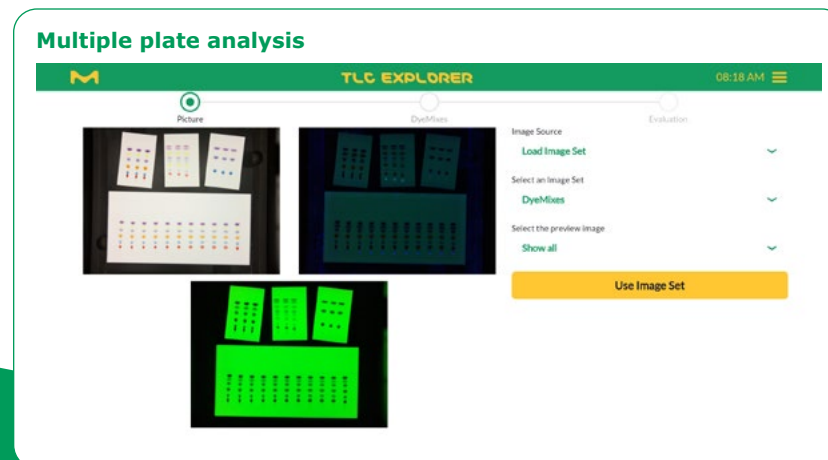 Multiple plate analysis
TLC EXPLORER
08:18 AM
Picture
DyeMixes
Evaluation
Image Source
Load Image Set
Select an Image Set
DyeMixes
Select the preview image
Show all
Use Image Set